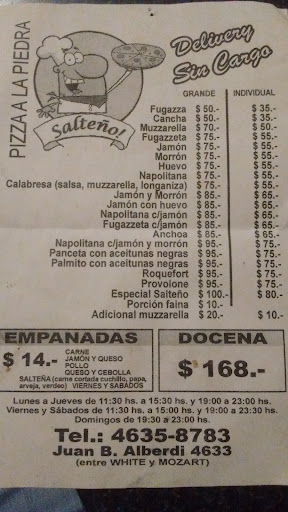 PIZZA A LA PIEDRA
Salteño!
Delivery
Sin Cargo
GRANDE INDIVIDUAL
Fugazza $ 50.- $ 35.-
Cancha $ 50.- $ 35.-
Muzzarella $ 70.- $ 50.-
Fugazzeta $ 75.- $ 55.-
Jamón $ 75.- $ 55.-
Morrón $ 75.- $ 55.-
Huevo $ 75.- $ 55.-
Napolitana $ 75.- $ 55.-
Calabresa (salsa, muzzarella, longaniza) $ 75.- $ 55.-
Jamón y Morrón $ 85.- $ 65.-
Jamón con huevo $ 85.- $ 65.-
Napolitana c/jamón $ 85.- $ 65.-
Fugazzeta c/jamón $ 85.- $ 65.-
Anchoa $ 85.- $ 65.-
Napolitana c/jamón y morrón $ 95.- $ 75.-
Panceta con aceitunas negras $ 95.- $ 75.-
Palmito con aceitunas negras $ 95.- $ 75.-
Roquefort $ 95.- $ 75.-
Provolone $ 95.- $ 75.-
Especial Salteño $ 100.- $ 80.-
Porción faina $ 10.-
Adicional muzzarella $ 20.- $ 10.-
EMPANADAS
$ 14.-
CARNE
JAMÓN Y QUESO
POLLO
QUESO Y CEBOLLA
SALTEÑA (carne cortada cuchillo, papa,
arveja, verdeo) VIERNES Y SABADOS
DOCENA
$ 168.-
Lunes a Jueves de 11:30 hs. a 15:30 hs. y 19:00 a 23:00 hs.
Viernes y Sábados de 11:30 hs. a 15:00 hs. y 19:00 a 23:30 hs.
Domingos de 19:30 a 23:00 hs.
Tel.: 4635-8783
Juan B. Alberdi 4633
(entre WHITE y MOZART)